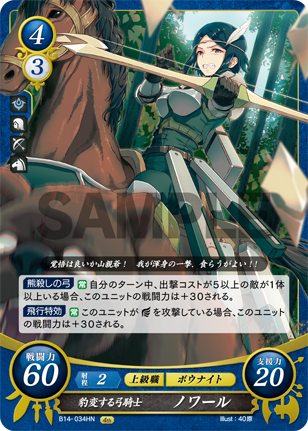 4
3
SAMPLE
覚悟は良いか山親爺！ 我が渾身の一撃、食らうがよい！！
熊殺しの弓 常 自分のターン中、出撃コストが5以上の敵が1体
以上いる場合、このユニットの戦闘力は+30される。
飛行特効 常 このユニットが を攻撃している場合、このユニッ
トの戦闘力は+30される。
戦闘力 60
射程 2 上級職 ボウナイト
支援力 20
豹変する弓騎士 ノワール
B14-034HN Illust：40原